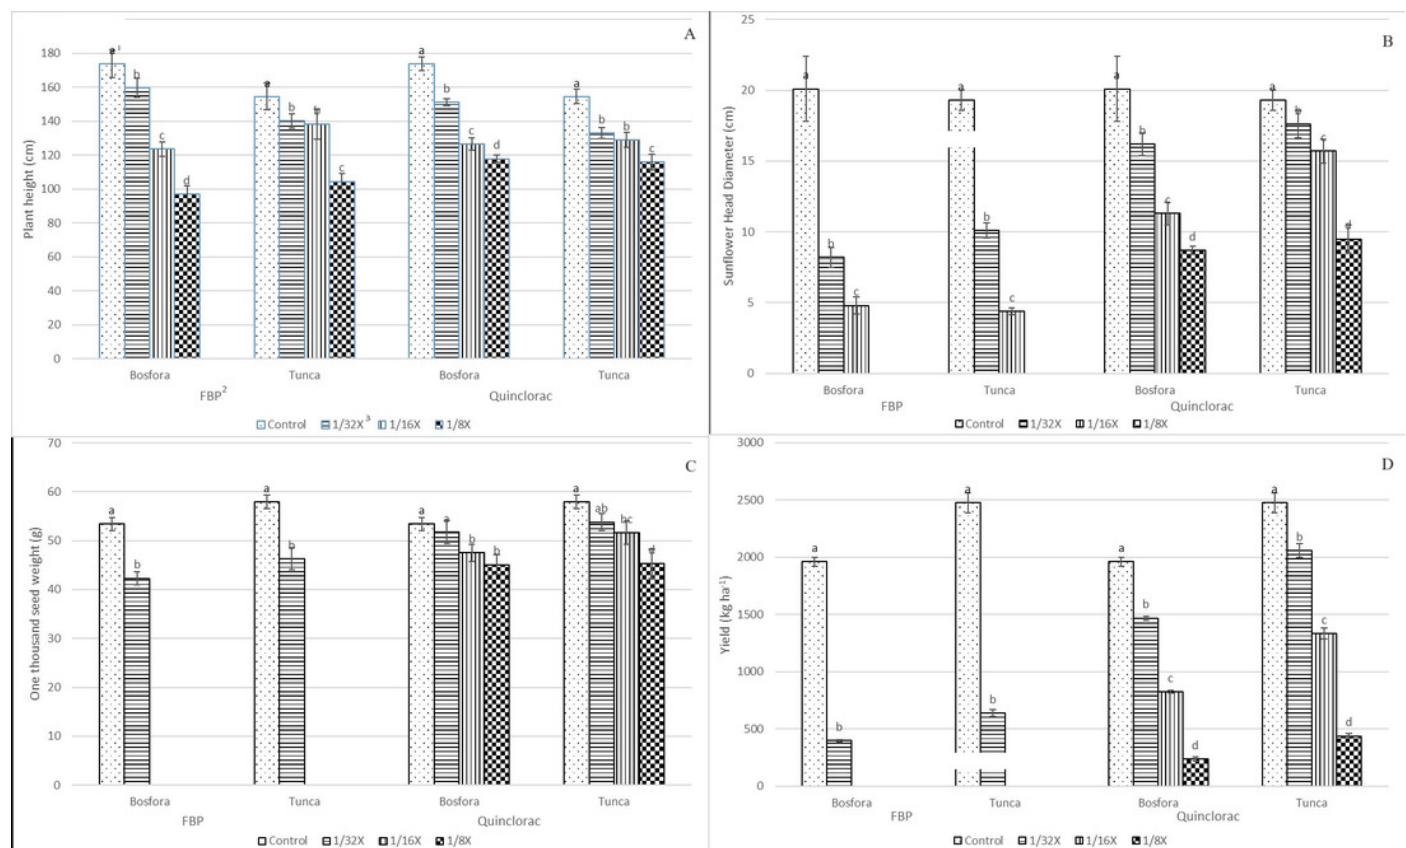 A
180
160
140
120
100
80
60
40
20
0
Plant height (cm)
a¹ b c d
a b b c
a b c d
a b b c
Bosfora Tunca Bosfora Tunca
FBP² Quinclorac
Control 1/32X³ 1/16X 1/8X
B
25
20
15
10
5
0
Sunflower Head Diameter (cm)
a b c
a b c
a b c d
a b c d
Bosfora Tunca Bosfora Tunca
FBP Quinclorac
Control 1/32X 1/16X 1/8X
C
70
60
50
40
30
20
10
0
One thousand seed weight (g)
a b
a b
a a b b
a ab bc
Bosfora Tunca Bosfora Tunca
FBP Quinclorac
Control 1/32X 1/16X 1/8X
D
3000
2500
2000
1500
1000
500
0
Yield (kg ha⁻¹)
a b
a b
a b c d
a b c d
Bosfora Tunca Bosfora Tunca
FBP Quinclorac
Control 1/32X 1/16X 1/8X